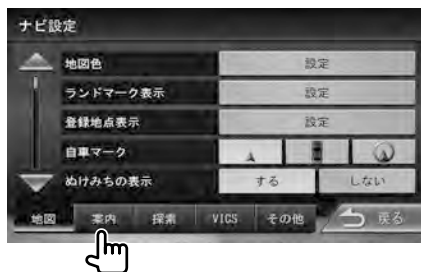 ナビ設定
地図色 設定
ランドマーク表示 設定
登録地点表示 設定
自車マーク
ぬけみちの表示 する しない
地図 案内 探索 VICS その他 戻る